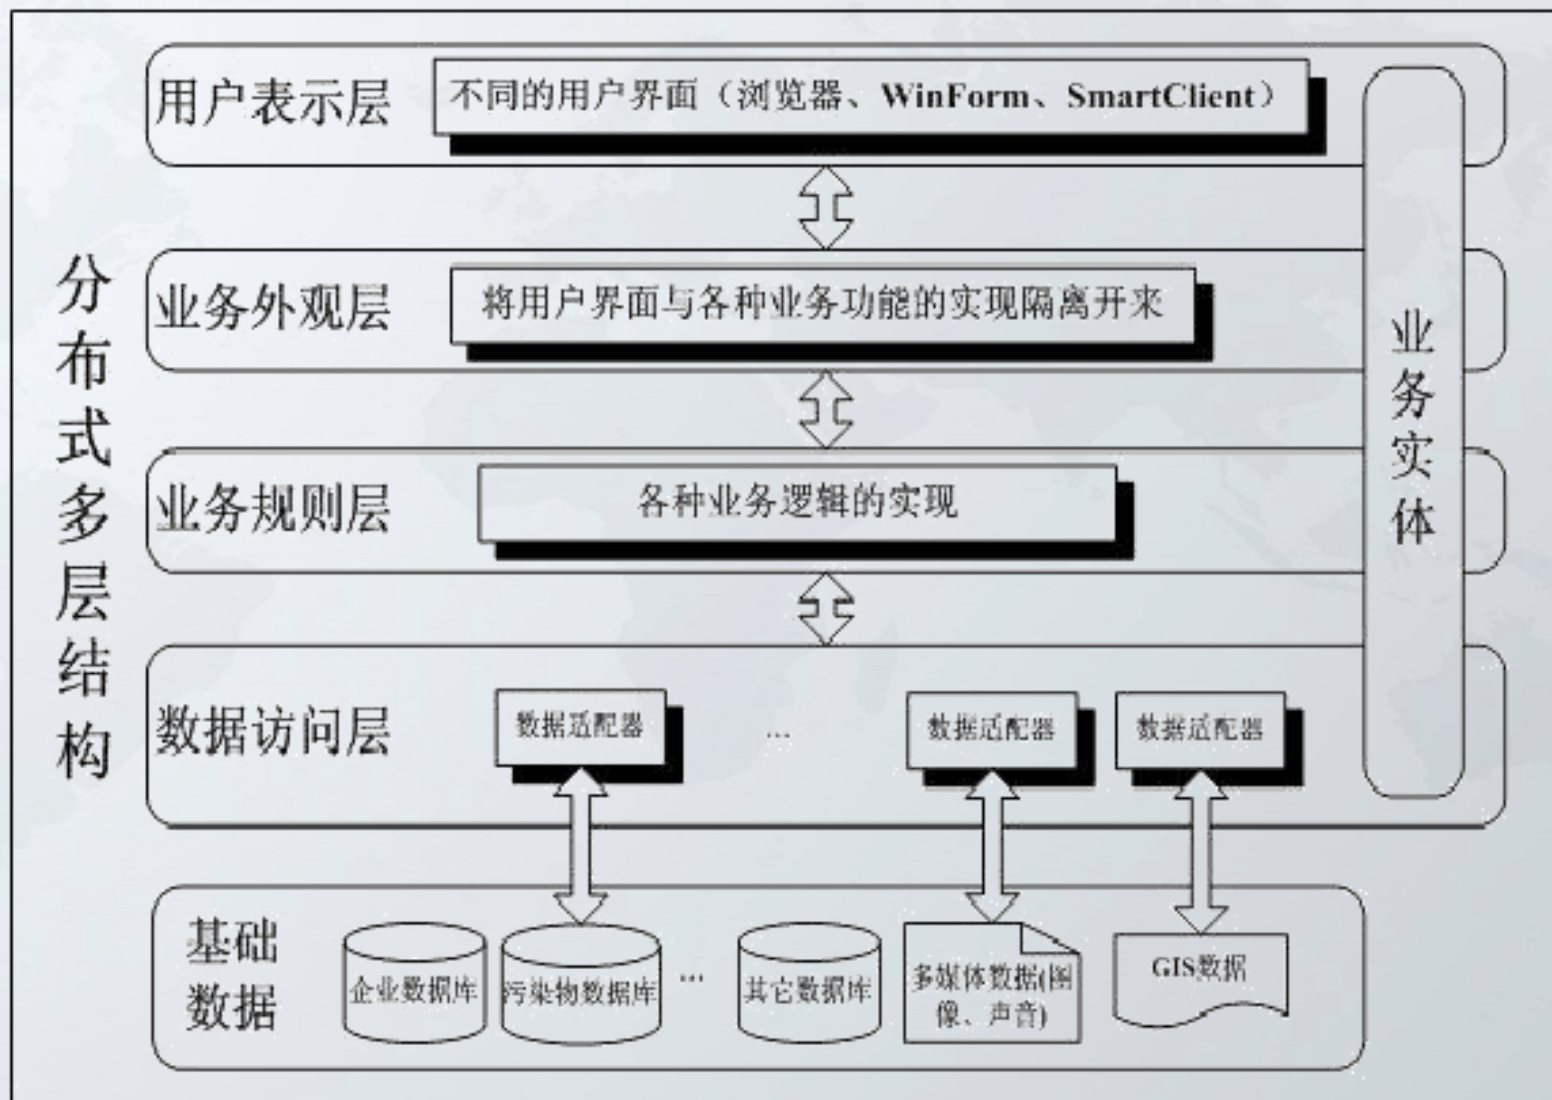 分布式多层结构
用户表示层
不同的用户界面（浏览器、WinForm、SmartClient）
业务外观层
将用户界面与各种业务功能的实现隔离开来
业务规则层
各种业务逻辑的实现
数据访问层
数据适配器
...
数据适配器
数据适配器
业务实体
基础
数据
企业数据库
污染物数据库
...
其它数据库
多媒体数据(图
像、声音)
GIS数据